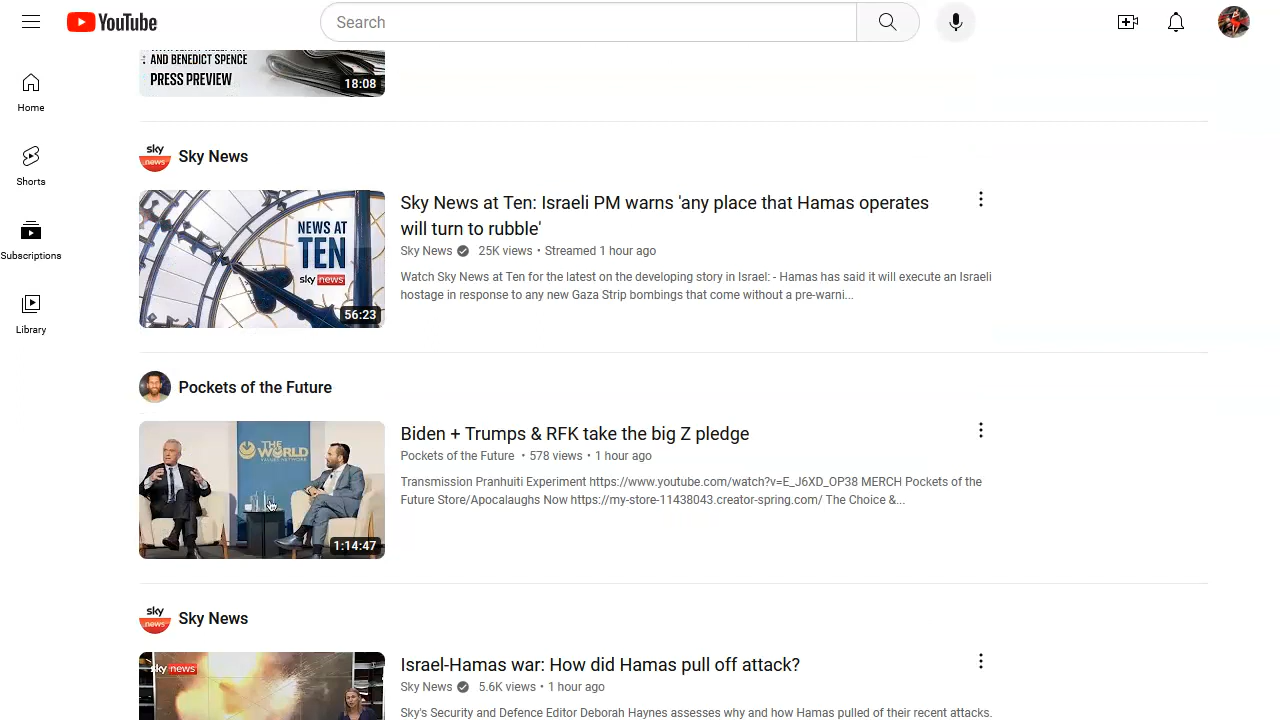 YouTube
Search
AND BENEDICT SPENCE
PRESS PREVIEW
18:08
Home
Shorts
Subscriptions
Library
sky
news
Sky News
NEWS AT
TEN
sky news
56:23
Sky News at Ten: Israeli PM warns 'any place that Hamas operates
will turn to rubble'
Sky News 25K views • Streamed 1 hour ago
Watch Sky News at Ten for the latest on the developing story in Israel: - Hamas has said it will execute an Israeli
hostage in response to any new Gaza Strip bombings that come without a pre-warni...
Pockets of the Future
THE
WORLD
1:14:47
Biden + Trumps & RFK take the big Z pledge
Pockets of the Future • 578 views • 1 hour ago
Transmission Pranhuiti Experiment https://www.youtube.com/watch?v=E_J6XD_OP38 MERCH Pockets of the
Future Store/Apocalaughs Now https://my-store-11438043.creator-spring.com/ The Choice &...
sky
news
Sky News
sky news
Israel-Hamas war: How did Hamas pull off attack?
Sky News 5.6K views • 1 hour ago
Sky's Security and Defence Editor Deborah Haynes assesses why and how Hamas pulled of their recent attacks.